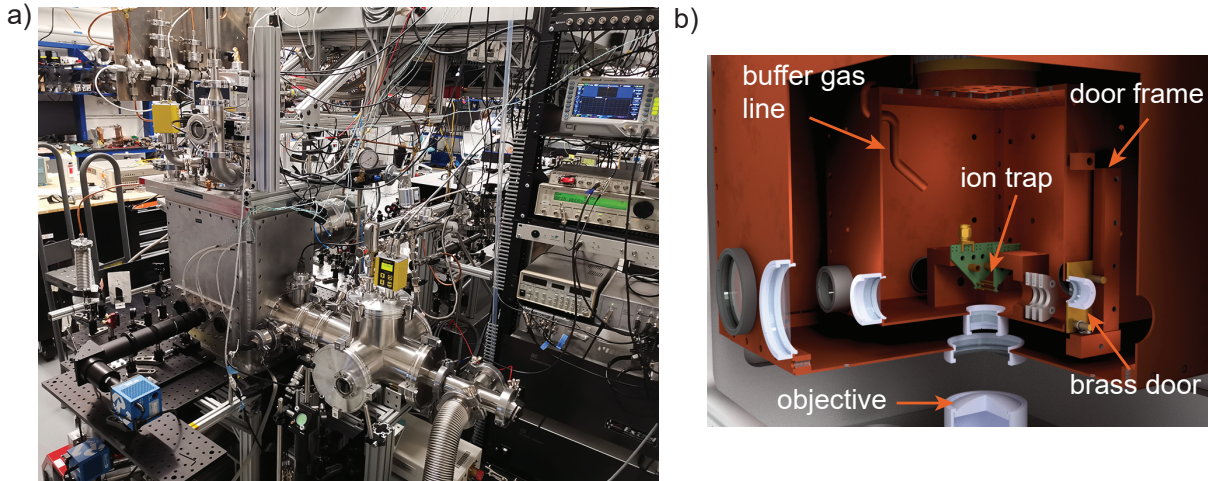 a)
b)
buffer gas
line
door frame
ion trap
objective
brass door